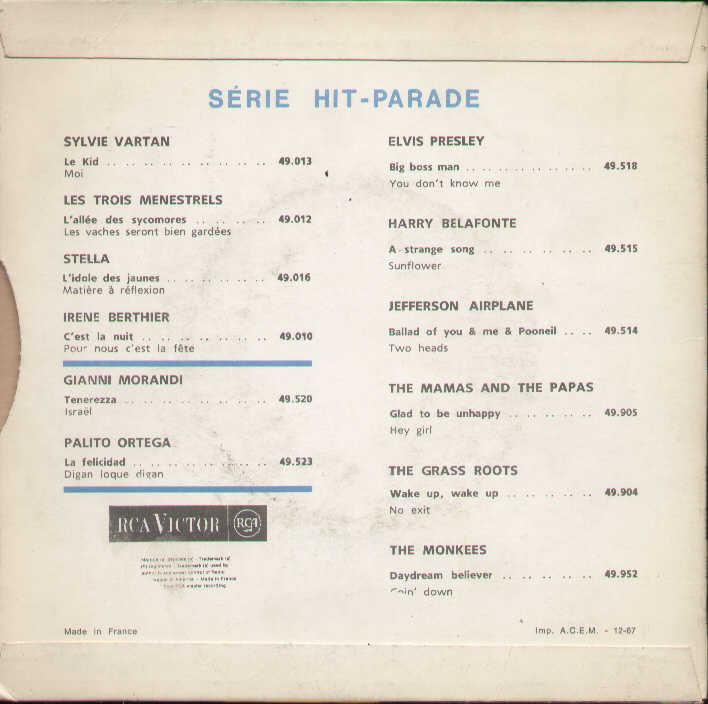 SÉRIE HIT-PARADE
SYLVIE VARTAN
Le Kid .. .. .. .. .. .. .. .. .. 49.013
Moi
LES TROIS MENESTRELS
L'allée des sycomores .. .. .. .. 49.012
Les vaches seront bien gardées
STELLA
L'idole des jaunes .. .. .. .. .. .. 49.016
Matière à réflexion
IRENE BERTHIER
C'est la nuit .. .. .. .. .. .. .. 49.010
Pour nous c'est la fête
GIANNI MORANDI
Tenerezza .. .. .. .. .. .. .. .. 49.520
Israël
PALITO ORTEGA
La felicidad .. .. .. .. .. .. .. .. 49.523
Digan loque digan
RCA VICTOR RCA
Made in France
ELVIS PRESLEY
Big boss man .. .. .. .. .. .. .. 49.518
You don't know me
HARRY BELAFONTE
A strange song .. .. .. .. .. .. 49.515
Sunflower
JEFFERSON AIRPLANE
Ballad of you & me & Pooneil .. .. 49.514
Two heads
THE MAMAS AND THE PAPAS
Glad to be unhappy .. .. .. .. .. 49.905
Hey girl
THE GRASS ROOTS
Wake up, wake up .. .. .. .. .. 49.904
No exit
THE MONKEES
Daydream believer .. .. .. .. .. 49.952
Goin' down
Imp. A.C.E.M. - 12-67